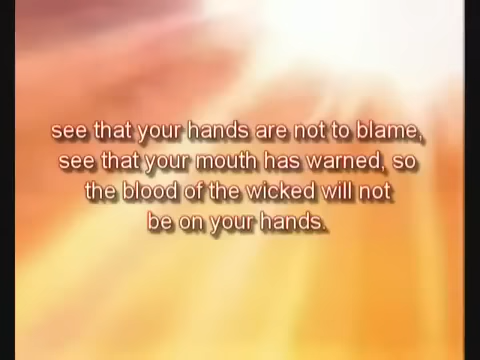 see that your hands are not to blame,
see that your mouth has warned, so
the blood of the wicked will not
be on your hands.